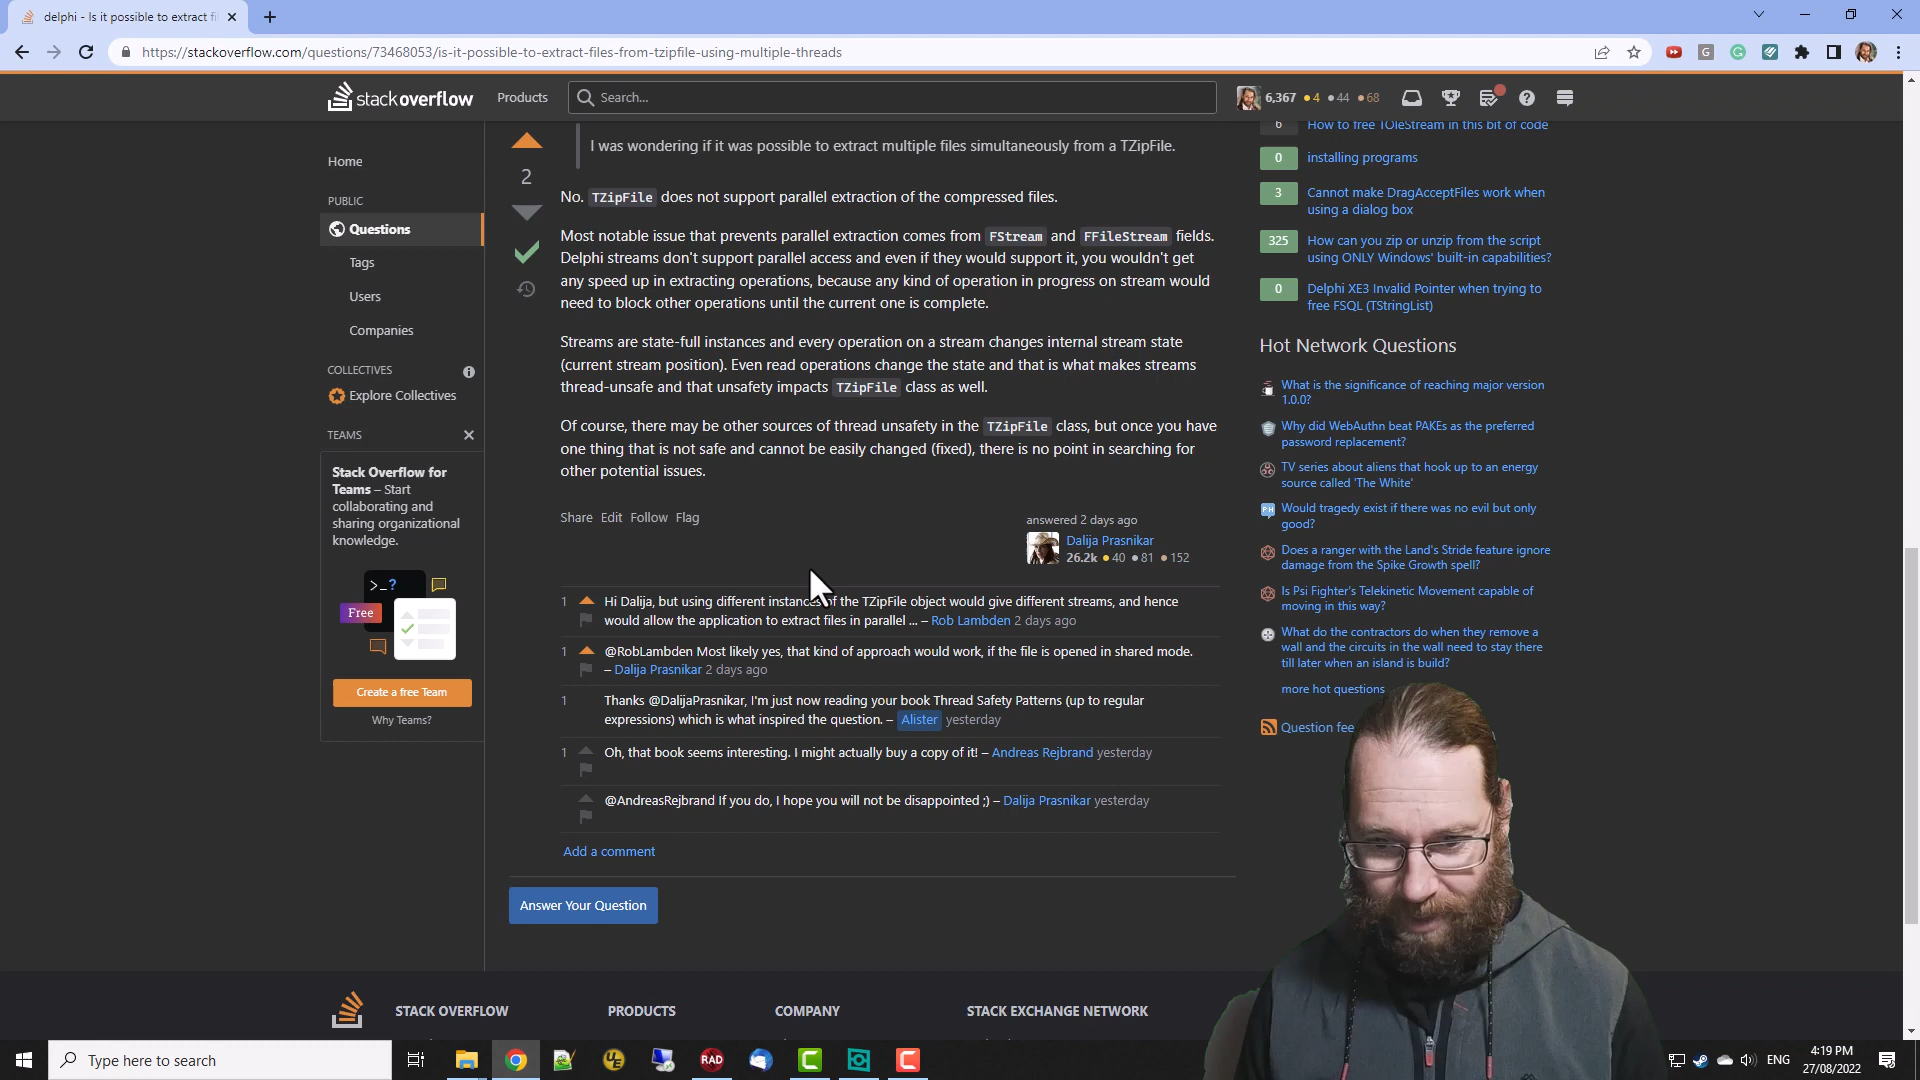 delphi - Is it possible to extract fi
https://stackoverflow.com/questions/73468053/is-it-possible-to-extract-files-from-tzipfile-using-multiple-threads
stackoverflow
Products
Search...
6,367 4 44 68
Home
PUBLIC
Questions
Tags
Users
Companies
COLLECTIVES
Explore Collectives
TEAMS
Stack Overflow for
Teams – Start
collaborating and
sharing organizational
knowledge.
>_?
Free
Create a free Team
Why Teams?
I was wondering if it was possible to extract multiple files simultaneously from a TZipFile.
2
No. TZipFile does not support parallel extraction of the compressed files.
Most notable issue that prevents parallel extraction comes from FStream and FFileStream fields.
Delphi streams don't support parallel access and even if they would support it, you wouldn't get
any speed up in extracting operations, because any kind of operation in progress on stream would
need to block other operations until the current one is complete.
Streams are state-full instances and every operation on a stream changes internal stream state
(current stream position). Even read operations change the state and that is what makes streams
thread-unsafe and that unsafety impacts TZipFile class as well.
Of course, there may be other sources of thread unsafety in the TZipFile class, but once you have
one thing that is not safe and cannot be easily changed (fixed), there is no point in searching for
other potential issues.
Share Edit Follow Flag
answered 2 days ago
Dalija Prasnikar
26.2k 40 81 152
1 Hi Dalija, but using different instances of the TZipFile object would give different streams, and hence
would allow the application to extract files in parallel ... – Rob Lambden 2 days ago
1 @RobLambden Most likely yes, that kind of approach would work, if the file is opened in shared mode.
– Dalija Prasnikar 2 days ago
1 Thanks @DalijaPrasnikar, I'm just now reading your book Thread Safety Patterns (up to regular
expressions) which is what inspired the question. – Alister yesterday
1 Oh, that book seems interesting. I might actually buy a copy of it! – Andreas Rejbrand yesterday
@AndreasRejbrand If you do, I hope you will not be disappointed ;) – Dalija Prasnikar yesterday
Add a comment
Answer Your Question
6 How to free TOleStream in this bit of code
0 installing programs
3 Cannot make DragAcceptFiles work when
using a dialog box
325 How can you zip or unzip from the script
using ONLY Windows' built-in capabilities?
0 Delphi XE3 Invalid Pointer when trying to
free FSQL (TStringList)
Hot Network Questions
What is the significance of reaching major version
1.0.0?
Why did WebAuthn beat PAKEs as the preferred
password replacement?
TV series about aliens that hook up to an energy
source called 'The White'
Would tragedy exist if there was no evil but only
good?
Does a ranger with the Land's Stride feature ignore
damage from the Spike Growth spell?
Is Psi Fighter's Telekinetic Movement capable of
moving in this way?
What do the contractors do when they remove a
wall and the circuits in the wall need to stay there
till later when an island is build?
more hot questions
Question fee
STACK OVERFLOW
PRODUCTS
COMPANY
STACK EXCHANGE NETWORK
Type here to search
UE
RAD
ENG
4:19 PM
27/08/2022